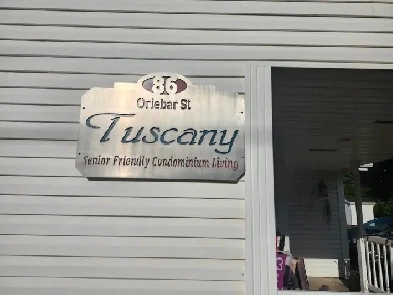 86
Orlebar St
Tuscany
Senior Friendly Condominium Living